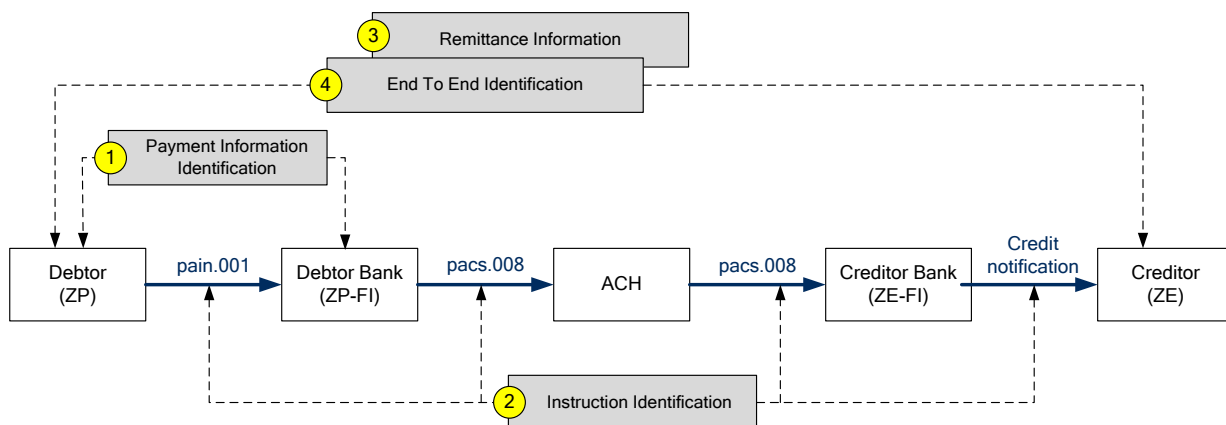 3
Remittance Information
4
End To End Identification
1
Payment Information
Identification
Debtor
(ZP)
pain.001
Debtor Bank
(ZP-FI)
pacs.008
ACH
pacs.008
Creditor Bank
(ZE-FI)
Credit
notification
Creditor
(ZE)
2
Instruction Identification